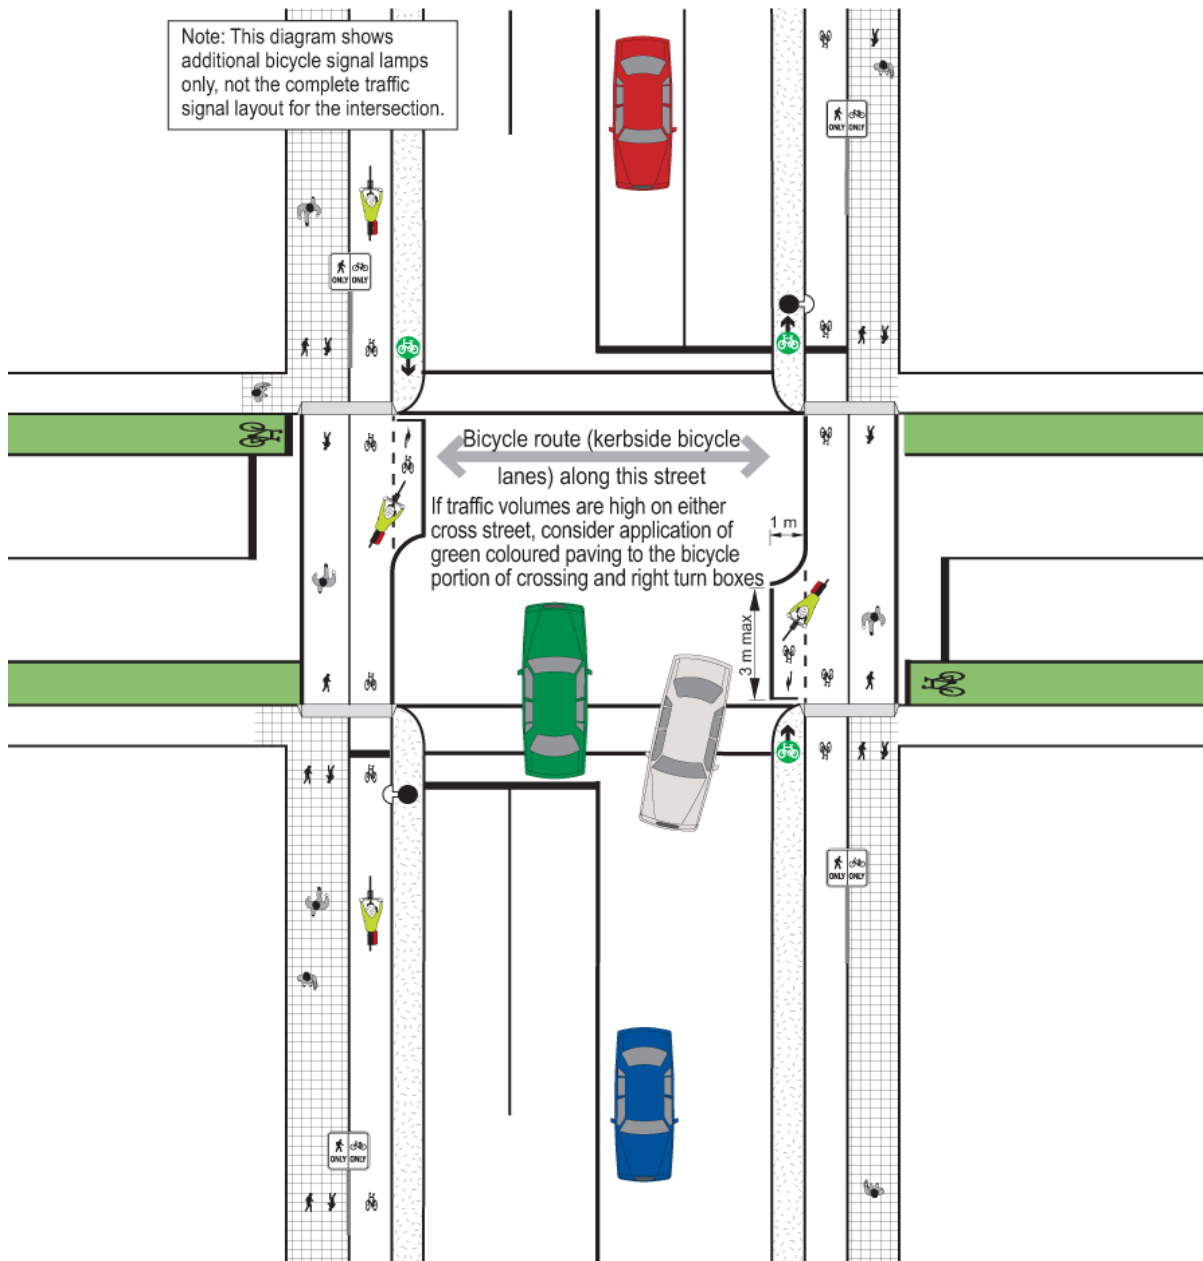 Note: This diagram shows
additional bicycle signal lamps
only, not the complete traffic
signal layout for the intersection.
ONLY ONLY
ONLY ONLY
Bicycle route (kerbside bicycle
lanes) along this street
If traffic volumes are high on either
cross street, consider application of
green coloured paving to the bicycle
portion of crossing and right turn boxes
1 m
3 m max
ONLY ONLY
ONLY ONLY